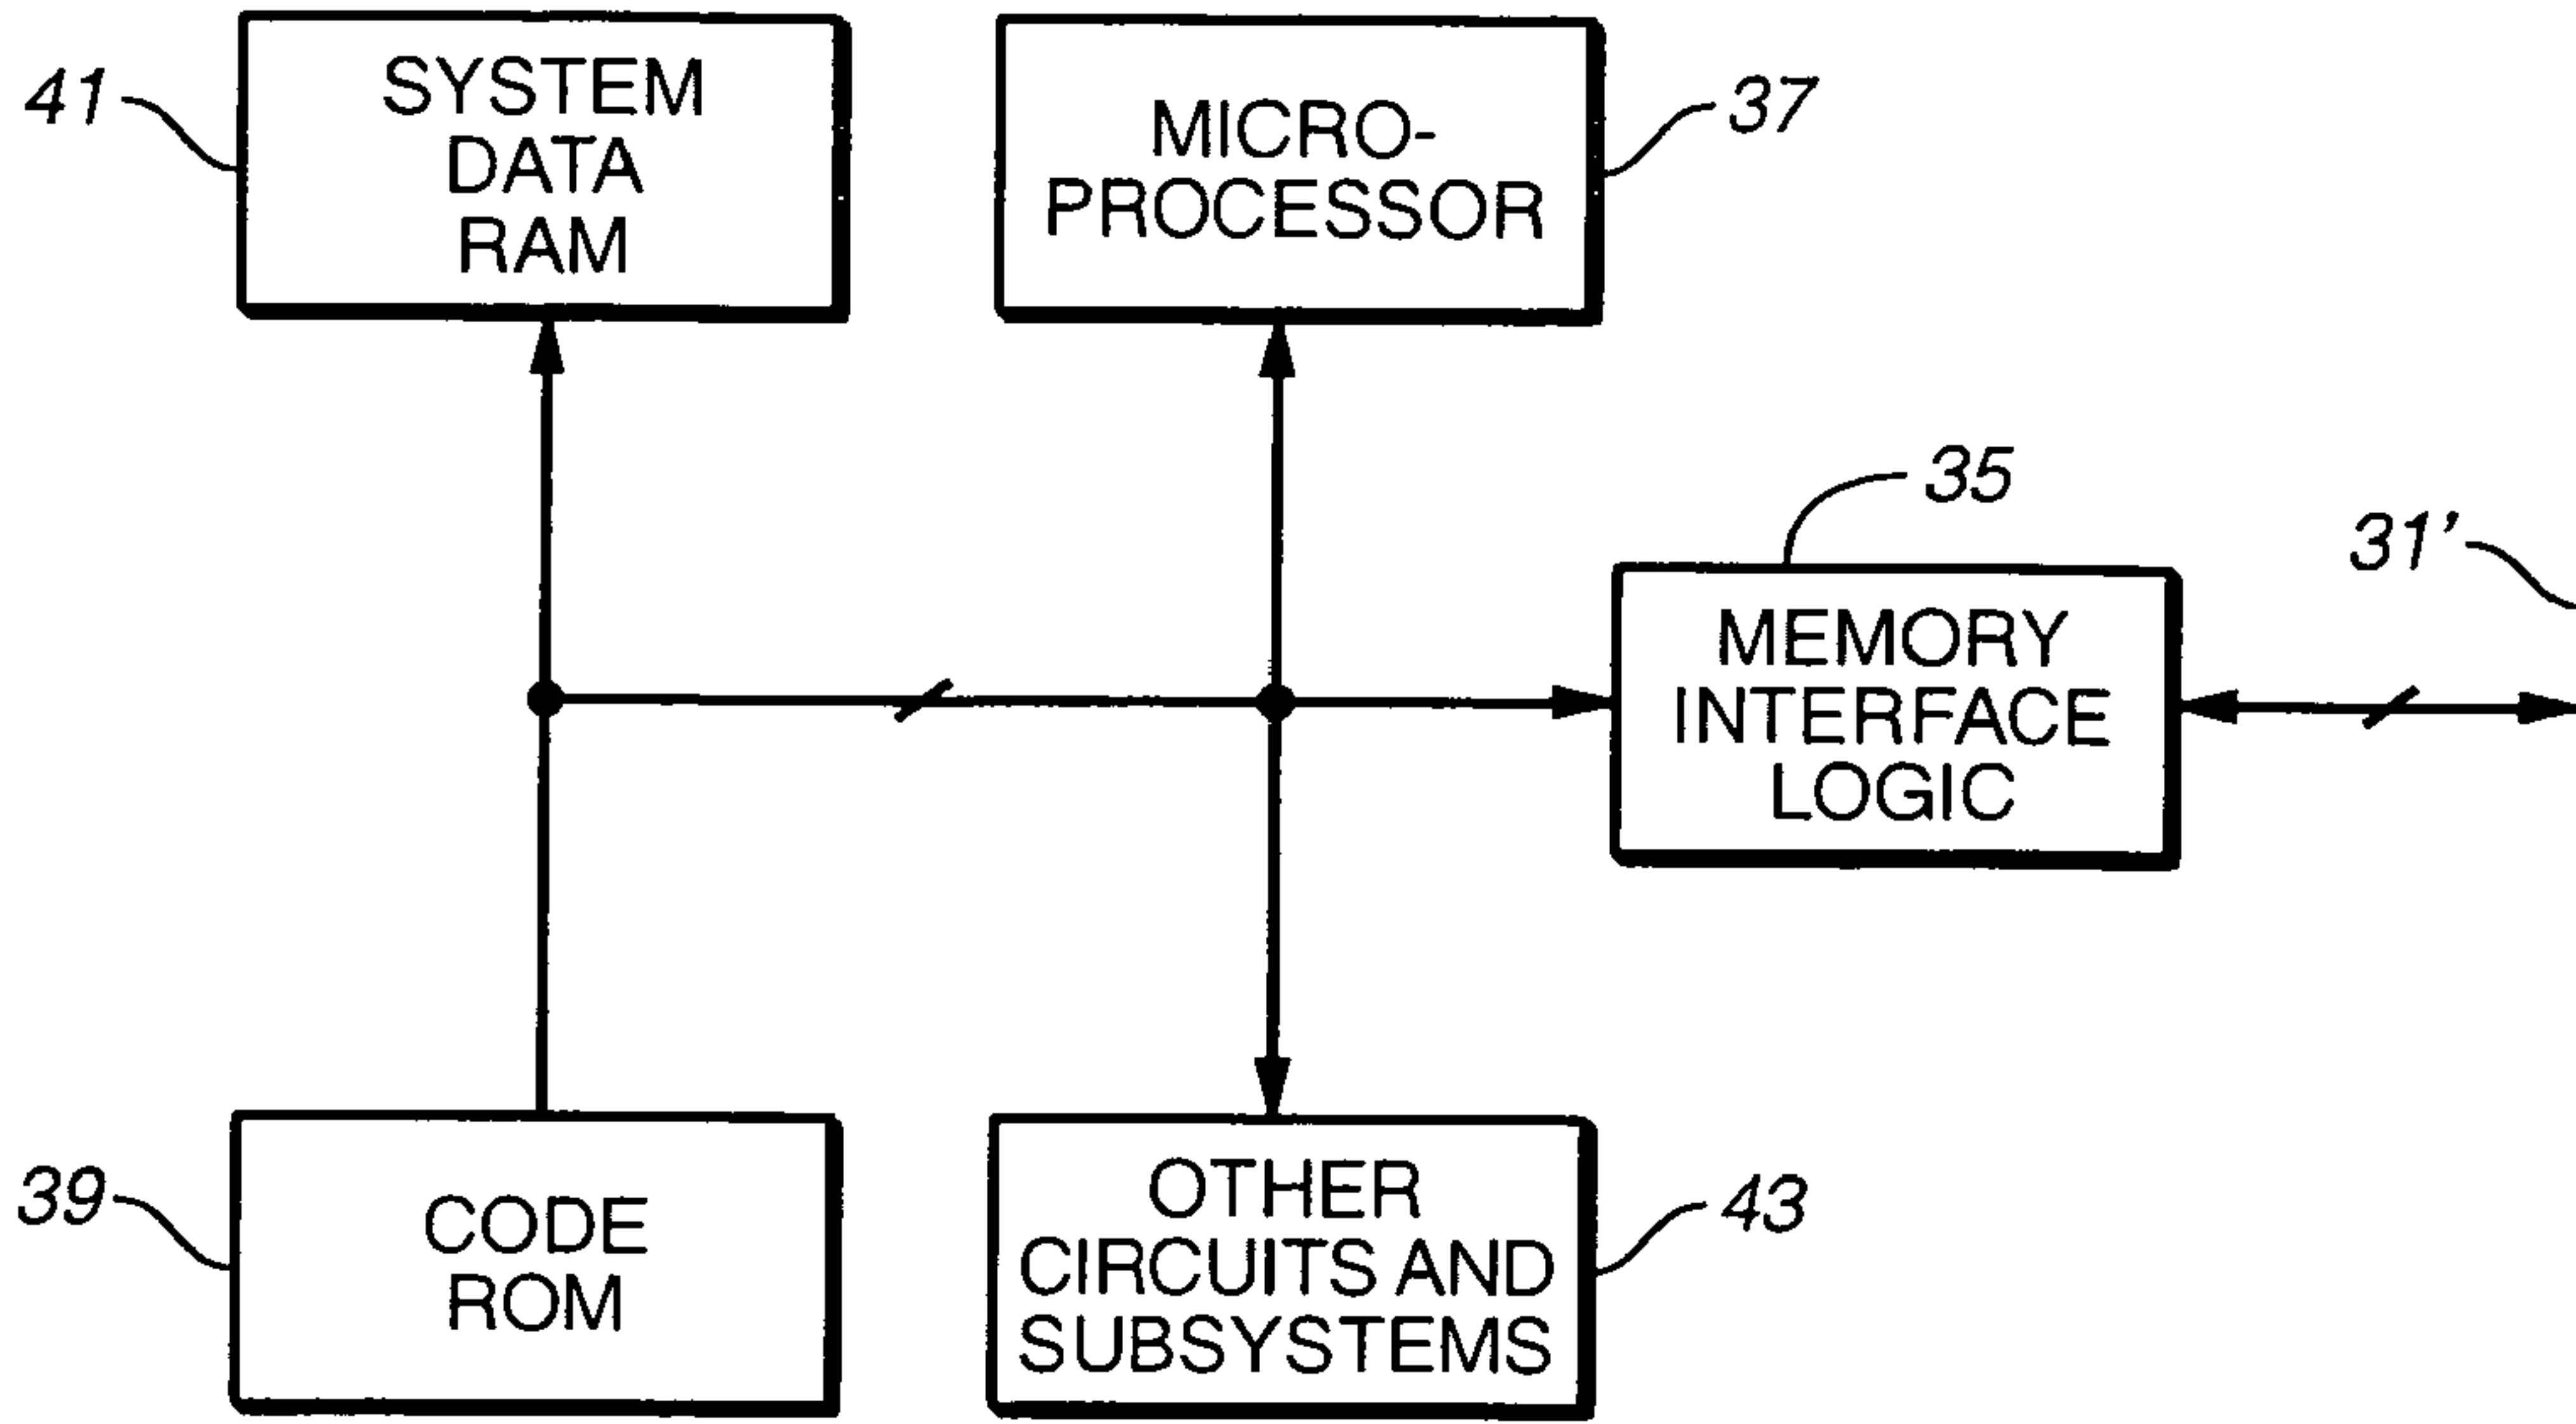 41
SYSTEM
DATA
RAM
MICRO-
PROCESSOR
37
35
31’
MEMORY
INTERFACE
LOGIC
39
CODE
ROM
OTHER
CIRCUITS AND
SUBSYSTEMS
43